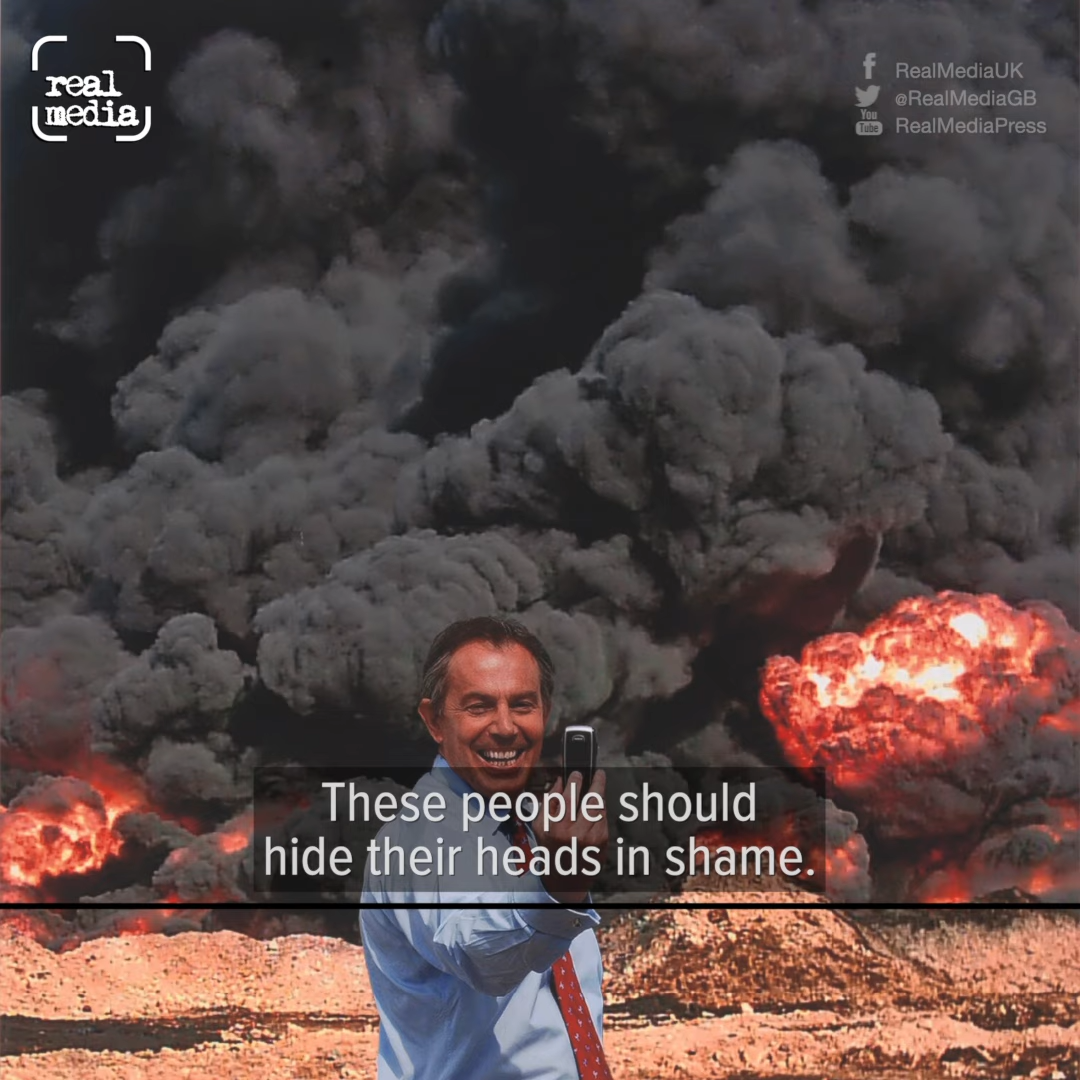 real
media
RealMediaUK
@RealMediaGB
You
Tube
RealMediaPress
These people should
hide their heads in shame.